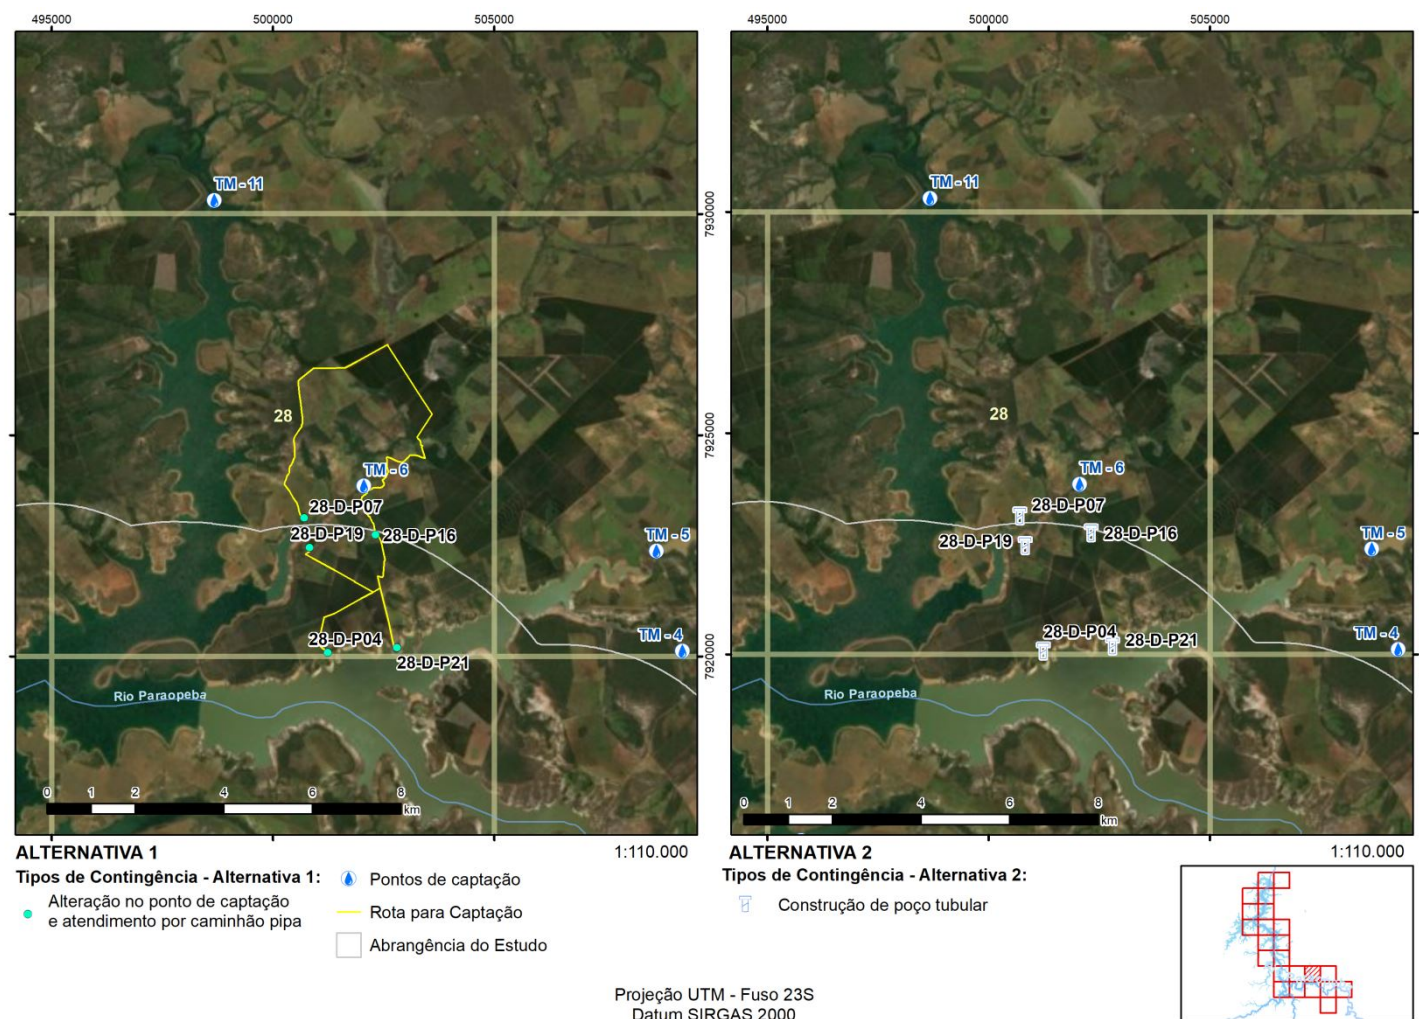 495000 500000 505000
495000 500000 505000
TM - 11
TM - 11
7930000
28
28
7925000
TM - 6
TM - 6
28-D-P07
28-D-P07
28-D-P19
28-D-P16
28-D-P19
28-D-P16
TM - 5
TM - 5
28-D-P04
28-D-P21
TM - 4
28-D-P04
28-D-P21
TM - 4
7920000
Rio Paraopeba
Rio Paraopeba
0 1 2 4 6 8
km
0 1 2 4 6 8
km
ALTERNATIVA 1
1:110.000
Tipos de Contingência - Alternativa 1:
Alteração no ponto de captação
e atendimento por caminhão pipa
Pontos de captação
Rota para Captação
Abrangência do Estudo
ALTERNATIVA 2
1:110.000
Tipos de Contingência - Alternativa 2:
Construção de poço tubular
Projeção UTM - Fuso 23S
Datum SIRGAS 2000